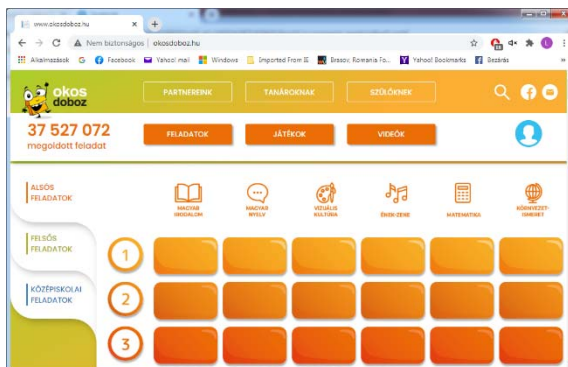 www.okosdoboz.hu
Nem biztonságos | okosdoboz.hu
Alkalmazások
Facebook
Yahoo! mail
Windows
Imported From IE
Brasov, Romania Fo...
Yahoo! Bookmarks
Bezárás
okos
doboz
PARTNEREINK
TANÁROKNAK
SZÜLŐKNEK
37 527 072
megoldott feladat
FELADATOK
JÁTÉKOK
VIDEÓK
ALSÓS
FELADATOK
MAGYAR
IRODALOM
MAGYAR
NYELV
VIZUÁLIS
KULTÚRA
ÉNEK-ZENE
MATEMATIKA
KÖRNYEZET-
ISMERET
FELSŐS
FELADATOK
1
KÖZÉPISKOLAI
FELADATOK
2
3